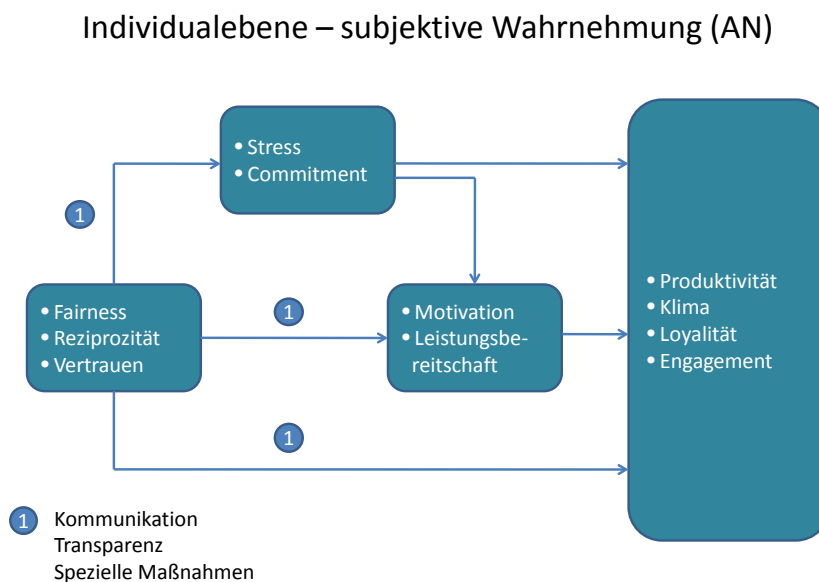 Individualebene – subjektive Wahrnehmung (AN)
• Stress
• Commitment
1
• Fairness
• Reziprozität
• Vertrauen
1
• Motivation
• Leistungsbe-
reitschaft
• Produktivität
• Klima
• Loyalität
• Engagement
1
1 Kommunikation
Transparenz
Spezielle Maßnahmen